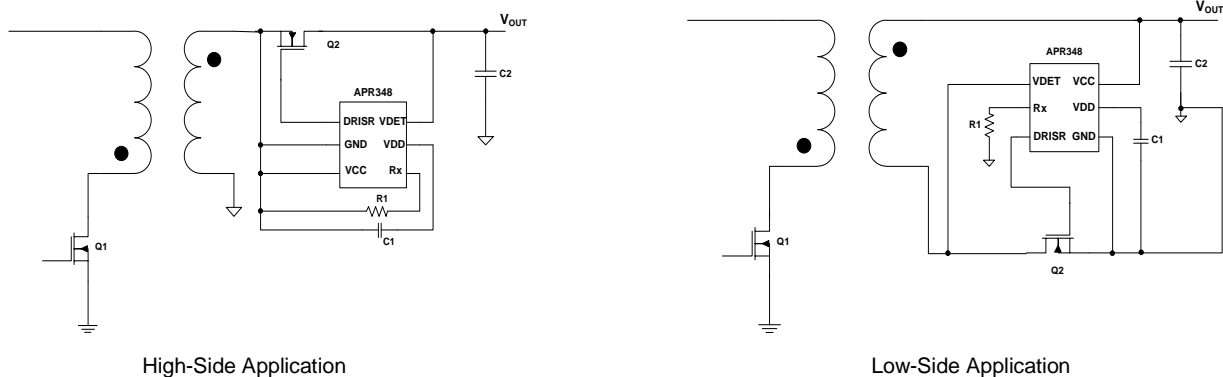 VOUT
Q2
C2
APR348
DRISR VDET
GND VDD
VCC Rx
R1
C1
Q1
High-Side Application
VOUT
C2
APR348
VDET VCC
Rx VDD
R1
DRISR GND
C1
Q1
Q2
Low-Side Application